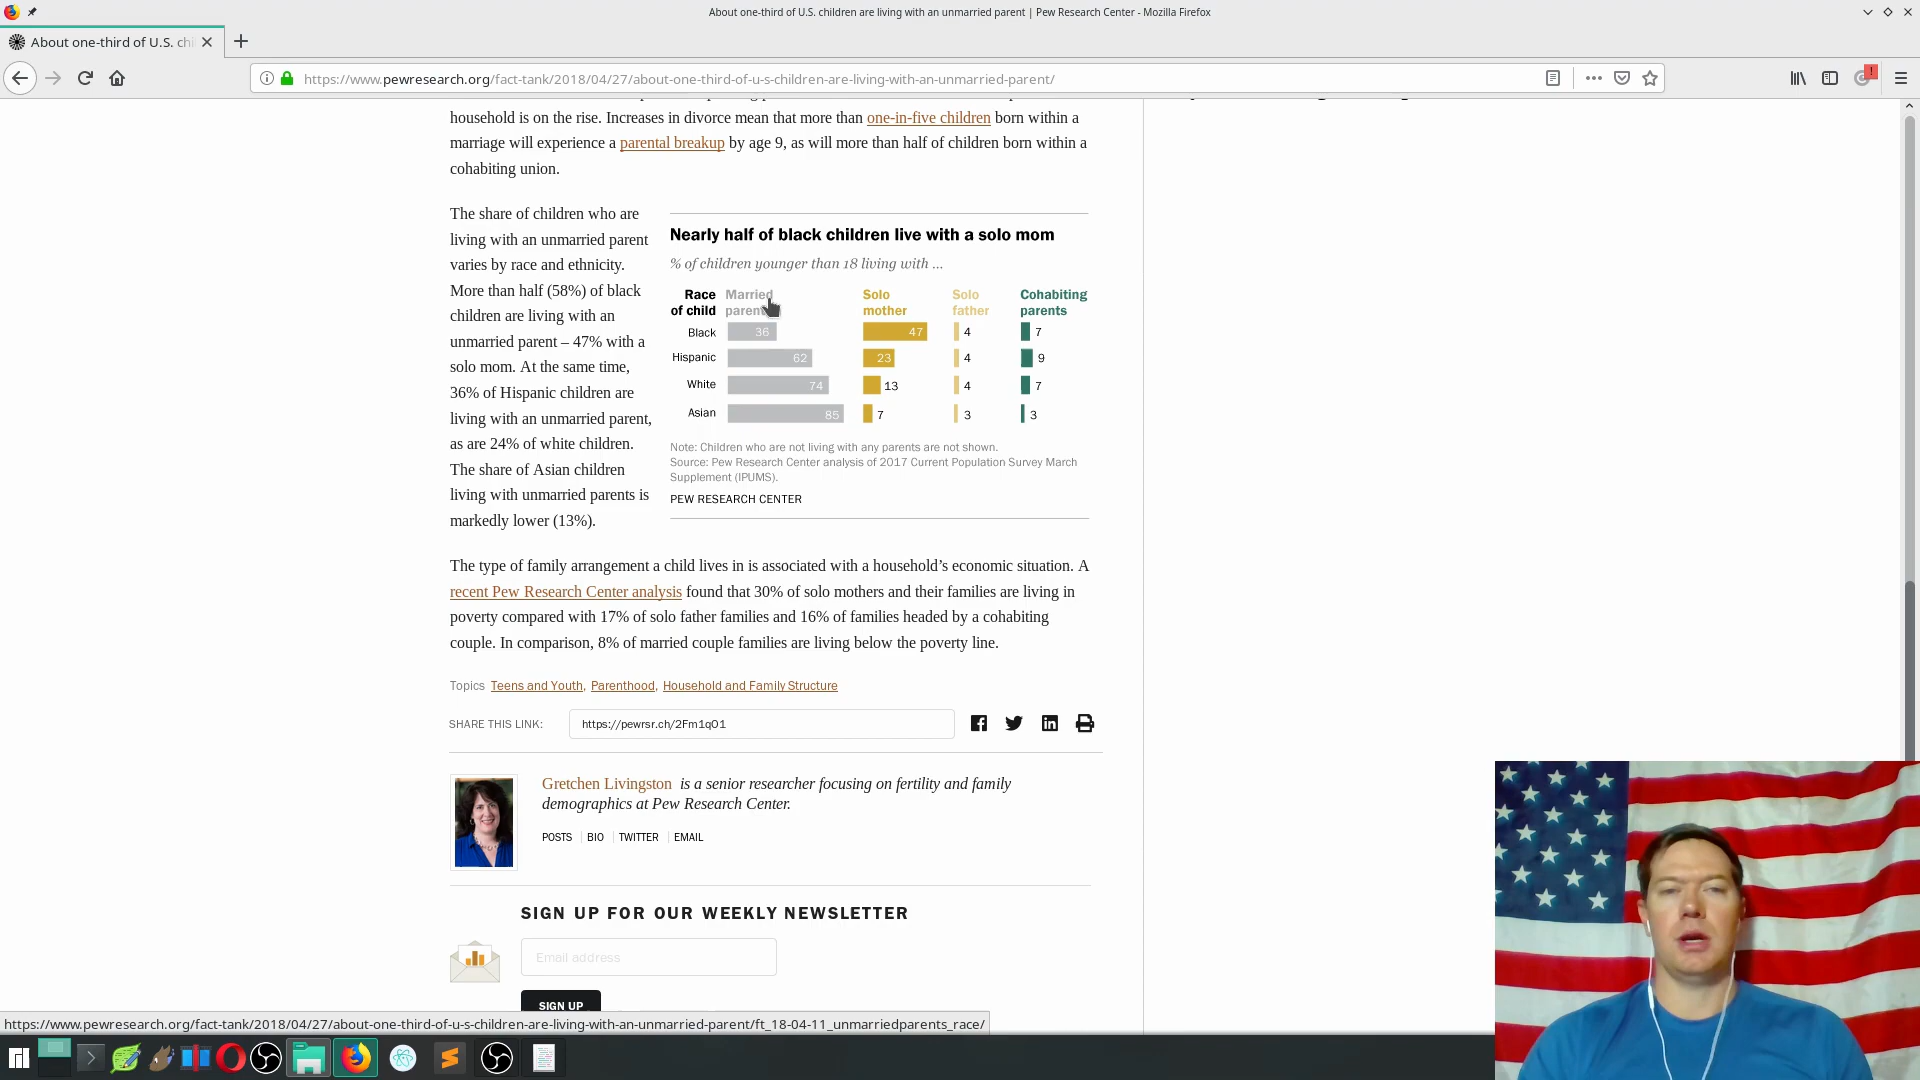 About one-third of U.S. children are living with an unmarried parent | Pew Research Center - Mozilla Firefox
About one-third of U.S. chi
https://www.pewresearch.org/fact-tank/2018/04/27/about-one-third-of-u-s-children-are-living-with-an-unmarried-parent/
household is on the rise. Increases in divorce mean that more than one-in-five children born within a
marriage will experience a parental breakup by age 9, as will more than half of children born within a
cohabiting union.
The share of children who are
living with an unmarried parent
varies by race and ethnicity.
More than half (58%) of black
children are living with an
unmarried parent – 47% with a
solo mom. At the same time,
36% of Hispanic children are
living with an unmarried parent,
as are 24% of white children.
The share of Asian children
living with unmarried parents is
markedly lower (13%).
Nearly half of black children live with a solo mom
% of children younger than 18 living with ...
Race Married Solo Solo Cohabiting
of child mother father parents
Black 36 47 4 7
Hispanic 62 23 4 9
White 74 13 4 7
Asian 85 7 3 3
Note: Children who are not living with any parents are not shown.
Source: Pew Research Center analysis of 2017 Current Population Survey March
Supplement (IPUMS).
PEW RESEARCH CENTER
The type of family arrangement a child lives in is associated with a household’s economic situation. A
recent Pew Research Center analysis found that 30% of solo mothers and their families are living in
poverty compared with 17% of solo father families and 16% of families headed by a cohabiting
couple. In comparison, 8% of married couple families are living below the poverty line.
Topics Teens and Youth, Parenthood, Household and Family Structure
SHARE THIS LINK: https://pewrsr.ch/2Fm1qO1
Gretchen Livingston is a senior researcher focusing on fertility and family
demographics at Pew Research Center.
POSTS BIO TWITTER EMAIL
SIGN UP FOR OUR WEEKLY NEWSLETTER
Email address
SIGN UP
https://www.pewresearch.org/fact-tank/2018/04/27/about-one-third-of-u-s-children-are-living-with-an-unmarried-parent/ft_18-04-11_unmarriedparents_race/